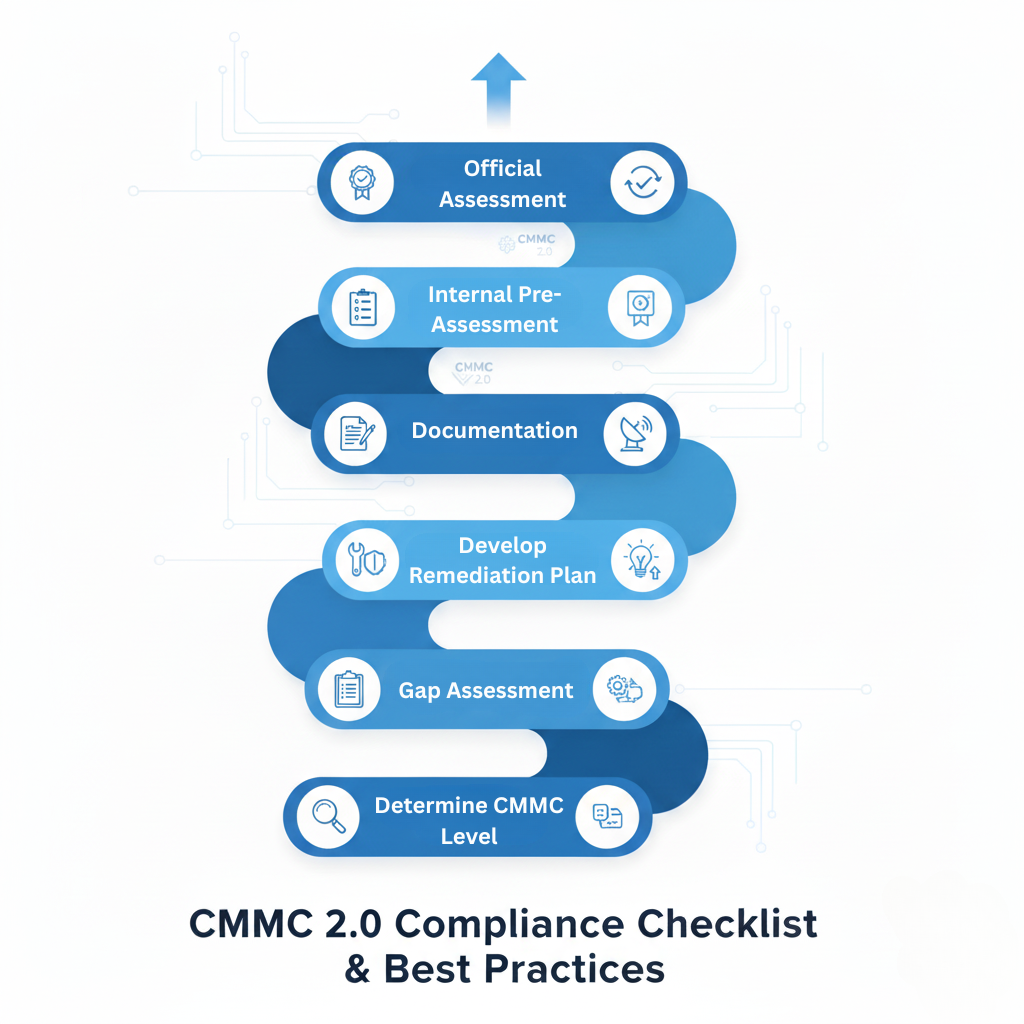 Official
Assessment
CMMC
2.0
Internal Pre-
Assessment
CMMC
2.0
Documentation
Develop
Remediation Plan
Gap Assessment
Determine CMMC
Level
CMMC 2.0 Compliance Checklist
& Best Practices